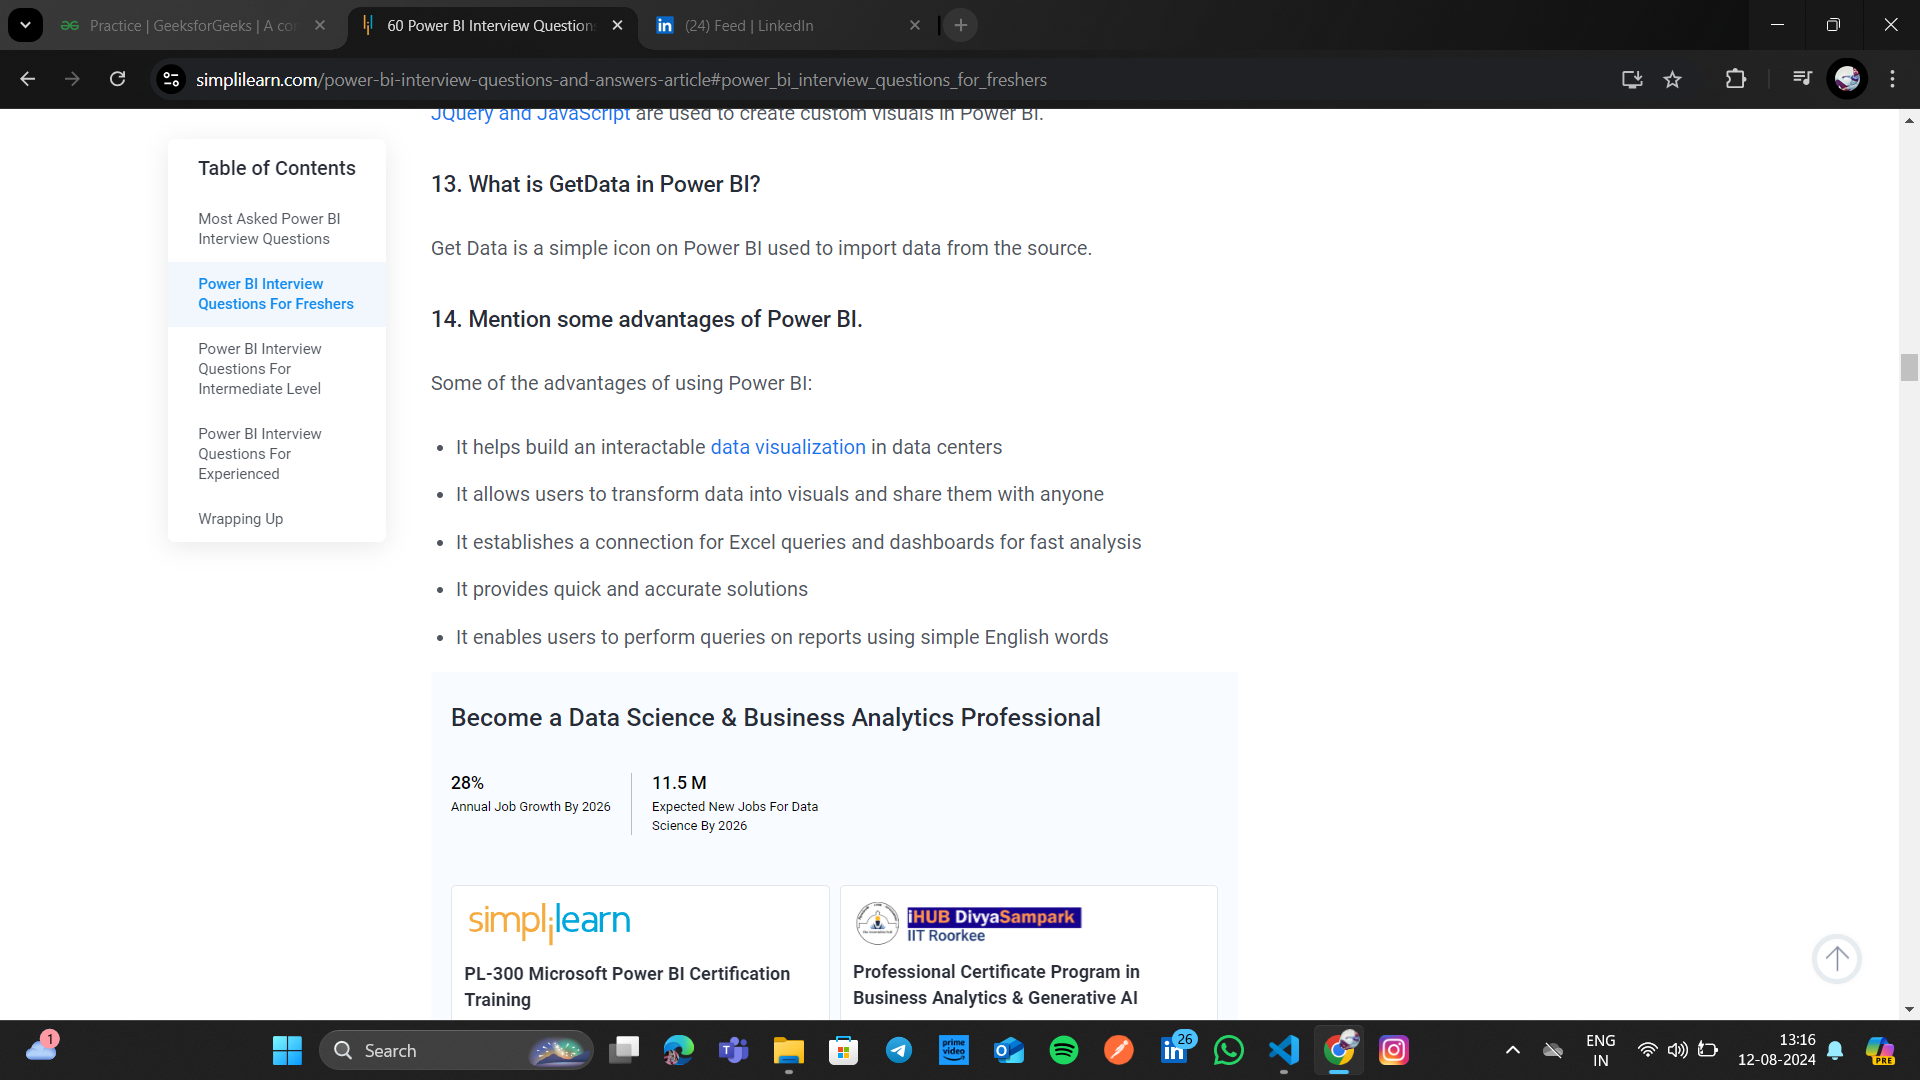 Practice | GeeksforGeeks | A con
60 Power BI Interview Question
(24) Feed | LinkedIn
simplilearn.com/power-bi-interview-questions-and-answers-article#power_bi_interview_questions_for_freshers
JQuery and JavaScript are used to create custom visuals in Power BI.
Table of Contents
Most Asked Power BI
Interview Questions
Power BI Interview
Questions For Freshers
Power BI Interview
Questions For
Intermediate Level
Power BI Interview
Questions For
Experienced
Wrapping Up
13. What is GetData in Power BI?
Get Data is a simple icon on Power BI used to import data from the source.
14. Mention some advantages of Power BI.
Some of the advantages of using Power BI:
• It helps build an interactable data visualization in data centers
• It allows users to transform data into visuals and share them with anyone
• It establishes a connection for Excel queries and dashboards for fast analysis
• It provides quick and accurate solutions
• It enables users to perform queries on reports using simple English words
Become a Data Science & Business Analytics Professional
28%
Annual Job Growth By 2026
11.5 M
Expected New Jobs For Data
Science By 2026
simplilearn
PL-300 Microsoft Power BI Certification
Training
iHUB DivyaSampark
IIT Roorkee
Professional Certificate Program in
Business Analytics & Generative AI
1
Search
prime
video
26
ENG
IN
13:16
12-08-2024
PRE